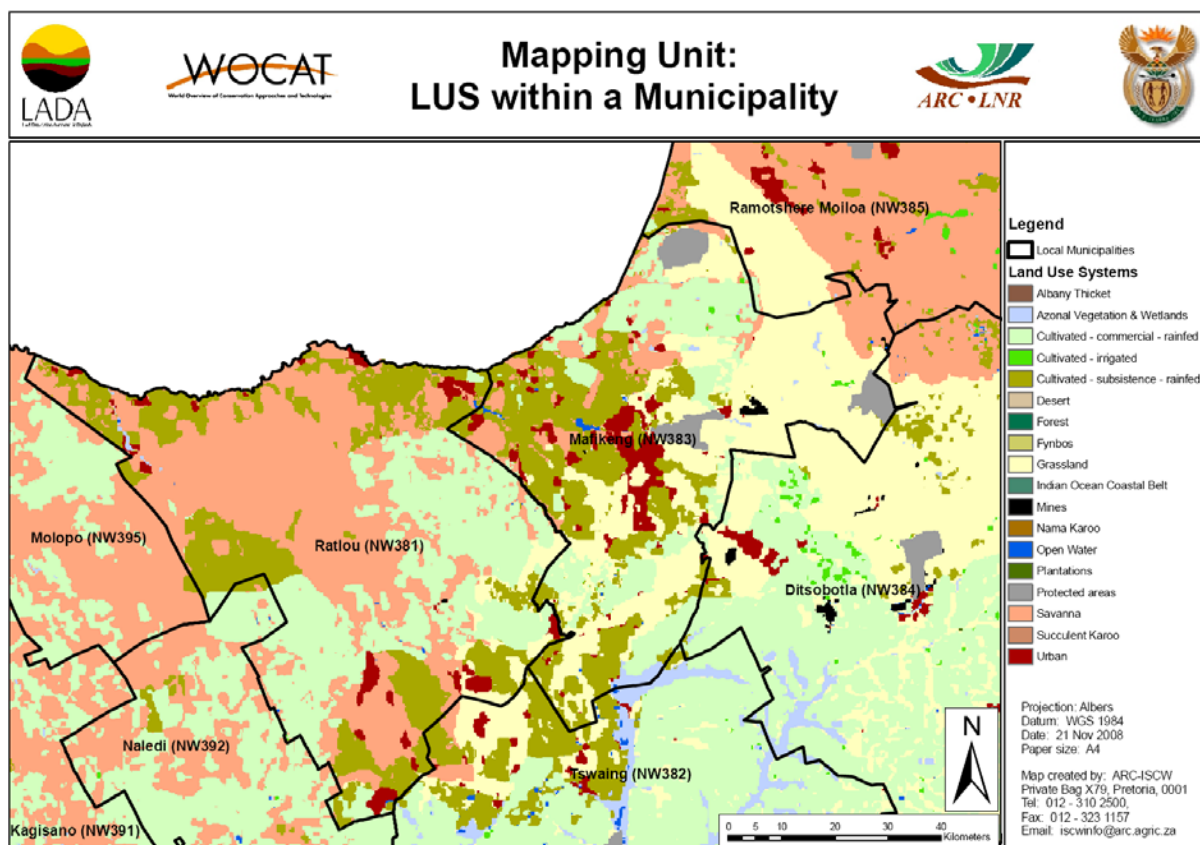 LADA
WOCAT
World Overview of Conservation Approaches and Technologies
Mapping Unit:
LUS within a Municipality
ARC • LNR
Ramotshere Moiloa (NW385)
Mafikeng (NW383)
Molopo (NW395)
Ratlou (NW381)
Ditsobotla (NW384)
Naledi (NW392)
Tswaing (NW382)
Kagisano (NW391)
N
0 5 10 20 30 40
Kilometers
Legend
Local Municipalities
Land Use Systems
Albany Thicket
Azonal Vegetation & Wetlands
Cultivated - commercial - rainfed
Cultivated - irrigated
Cultivated - subsistence - rainfed
Desert
Forest
Fynbos
Grassland
Indian Ocean Coastal Belt
Mines
Nama Karoo
Open Water
Plantations
Protected areas
Savanna
Succulent Karoo
Urban
Projection: Albers
Datum: WGS 1984
Date: 21 Nov 2008
Paper size: A4
Map created by: ARC-ISCW
Private Bag X79, Pretoria, 0001
Tel: 012 - 310 2500,
Fax: 012 - 323 1157
Email: iscwinfo@arc.agric.za